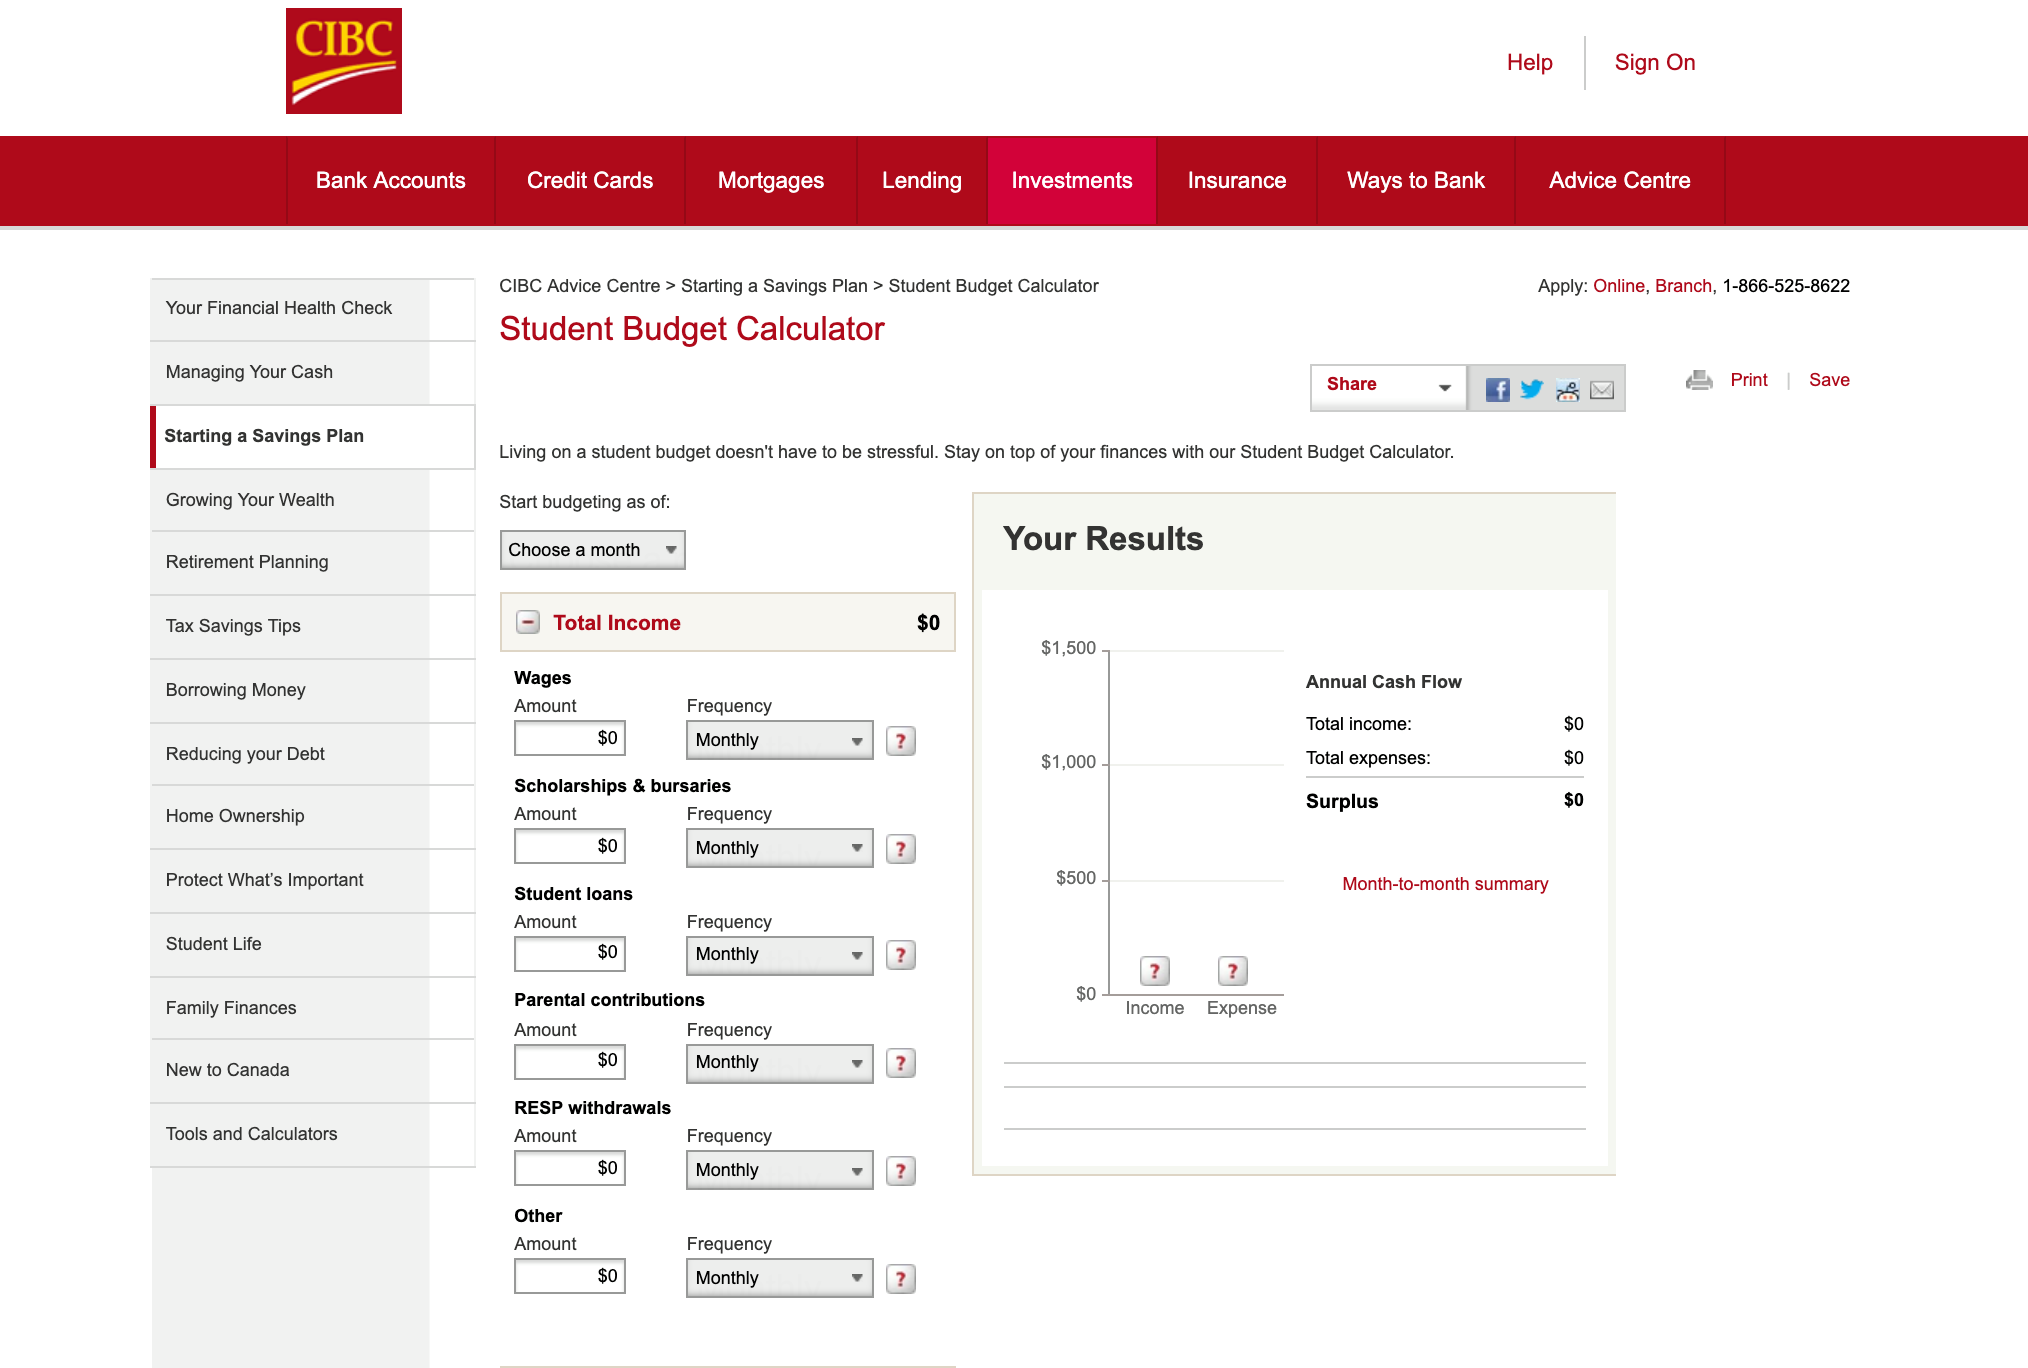 CIBC
Help
Sign On
Bank Accounts
Credit Cards
Mortgages
Lending
Investments
Insurance
Ways to Bank
Advice Centre
Your Financial Health Check
Managing Your Cash
Starting a Savings Plan
Growing Your Wealth
Retirement Planning
Tax Savings Tips
Borrowing Money
Reducing your Debt
Home Ownership
Protect What's Important
Student Life
Family Finances
New to Canada
Tools and Calculators
CIBC Advice Centre > Starting a Savings Plan > Student Budget Calculator
Apply: Online, Branch, 1-866-525-8622
Student Budget Calculator
Share
Print | Save
Living on a student budget doesn't have to be stressful. Stay on top of your finances with our Student Budget Calculator.
Start budgeting as of:
Choose a month
Total Income $0
Wages
Amount Frequency
$0 Monthly ?
Scholarships & bursaries
Amount Frequency
$0 Monthly ?
Student loans
Amount Frequency
$0 Monthly ?
Parental contributions
Amount Frequency
$0 Monthly ?
RESP withdrawals
Amount Frequency
$0 Monthly ?
Other
Amount Frequency
$0 Monthly ?
Your Results
$1,500
$1,000
$500
$0
? ?
Income Expense
Annual Cash Flow
Total income: $0
Total expenses: $0
Surplus $0
Month-to-month summary